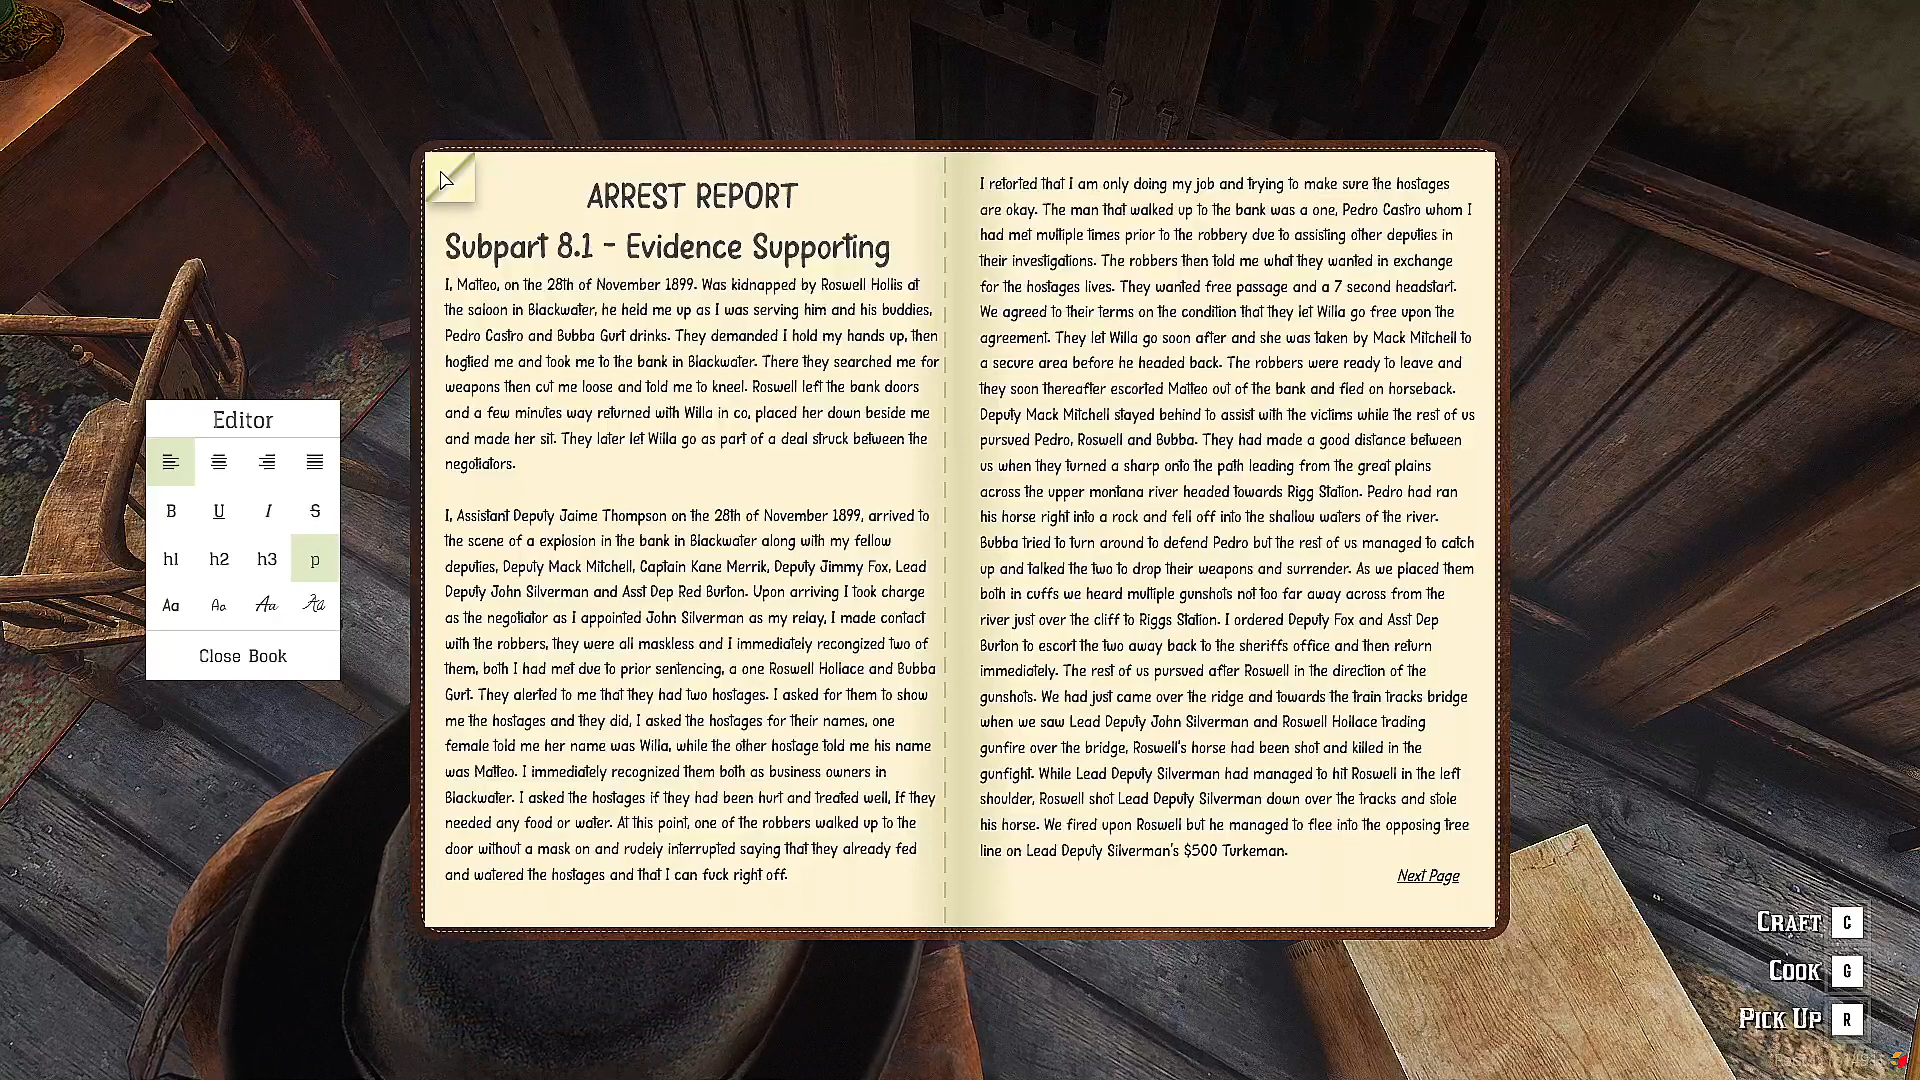 ARREST REPORT
Subpart 8.1 - Evidence Supporting
I, Matteo, on the 28th of November 1899. Was kidnapped by Roswell Hollis at
the saloon in Blackwater, he held me up as I was serving him and his buddies,
Pedro Castro and Bubba Gurt drinks. They demanded I hold my hands up, then
hogtied me and took me to the bank in Blackwater. There they searched me for
weapons then cut me loose and told me to kneel. Roswell left the bank doors
and a few minutes way returned with Willa in co, placed her down beside me
and made her sit. They later let Willa go as part of a deal struck between the
negotiators.
I, Assistant Deputy Jaime Thompson on the 28th of November 1899, arrived to
the scene of a explosion in the bank in Blackwater along with my fellow
deputies, Deputy Mack Mitchell, Captain Kane Merrik, Deputy Jimmy Fox, Lead
Deputy John Silverman and Asst Dep Red Burton. Upon arriving I took charge
as the negotiator as I appointed John Silverman as my relay, I made contact
with the robbers, they were all maskless and I immediately recongized two of
them, both I had met due to prior sentencing, a one Roswell Hollace and Bubba
Gurt. They alerted to me that they had two hostages. I asked for them to show
me the hostages and they did, I asked the hostages for their names, one
female told me her name was Willa, while the other hostage told me his name
was Matteo. I immediately recognized them both as business owners in
Blackwater. I asked the hostages if they had been hurt and treated well, If they
needed any food or water. At this point, one of the robbers walked up to the
door without a mask on and rudely interrupted saying that they already fed
and watered the hostages and that I can fuck right off.
I retorted that I am only doing my job and trying to make sure the hostages
are okay. The man that walked up to the bank was a one, Pedro Castro whom I
had met multiple times prior to the robbery due to assisting other deputies in
their investigations. The robbers then told me what they wanted in exchange
for the hostages lives. They wanted free passage and a 7 second headstart.
We agreed to their terms on the condition that they let Willa go free upon the
agreement. They let Willa go soon after and she was taken by Mack Mitchell to
a secure area before he headed back. The robbers were ready to leave and
they soon thereafter escorted Matteo out of the bank and fled on horseback.
Deputy Mack Mitchell stayed behind to assist with the victims while the rest of us
pursued Pedro, Roswell and Bubba. They had made a good distance between
us when they turned a sharp onto the path leading from the great plains
across the upper montana river headed towards Rigg Station. Pedro had ran
his horse right into a rock and fell off into the shallow waters of the river.
Bubba tried to turn around to defend Pedro but the rest of us managed to catch
up and talked the two to drop their weapons and surrender. As we placed them
both in cuffs we heard multiple gunshots not too far away across from the
river just over the cliff to Riggs Station. I ordered Deputy Fox and Asst Dep
Burton to escort the two away back to the sheriffs office and then return
immediately. The rest of us pursued after Roswell in the direction of the
gunshots. We had just came over the ridge and towards the train tracks bridge
when we saw Lead Deputy John Silverman and Roswell Hollace trading
gunfire over the bridge, Roswell's horse had been shot and killed in the
gunfight. While Lead Deputy Silverman had managed to hit Roswell in the left
shoulder, Roswell shot Lead Deputy Silverman down over the tracks and stole
his horse. We fired upon Roswell but he managed to flee into the opposing tree
line on Lead Deputy Silverman's $500 Turkeman.
Next Page
Editor
B U I S
h1 h2 h3 p
Aa Aa Aa Aa
Close Book
CRAFT C
COOK G
PICK UP R